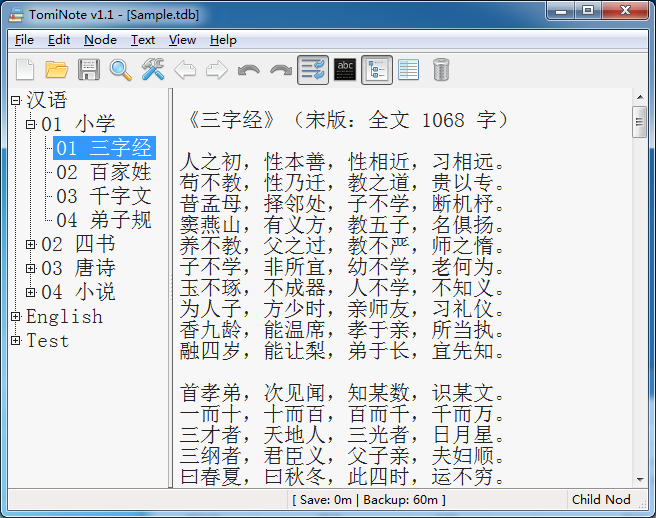 TomiNote v1.1 - [Sample.tdb]
File Edit Node Text View Help
abc
汉语
01 小学
01 三字经
02 百家姓
03 千字文
04 弟子规
02 四书
03 唐诗
04 小说
English
Test
《三字经》（宋版：全文 1068 字）
人之初，性本善，性相近，习相远。
苟不教，性乃迁，教之道，贵以专。
昔孟母，择邻处，子不学，断机杼。
窦燕山，有义方，教五子，名俱扬。
养不教，父之过，教不严，师之惰。
子不学，非所宜，幼不学，老何为。
玉不琢，不成器，人不学，不知义。
为人子，方少时，亲师友，习礼仪。
香九龄，能温席，孝于亲，所当执。
融四岁，能让梨，弟于长，宜先知。
首孝弟，次见闻，知某数，识某文。
一而十，十而百，百而千，千而万。
三才者，天地人，三光者，日月星。
三纲者，君臣义，父子亲，夫妇顺。
曰春夏，曰秋冬，此四时，运不穷。
[ Save: 0m | Backup: 60m ]
Child Nod